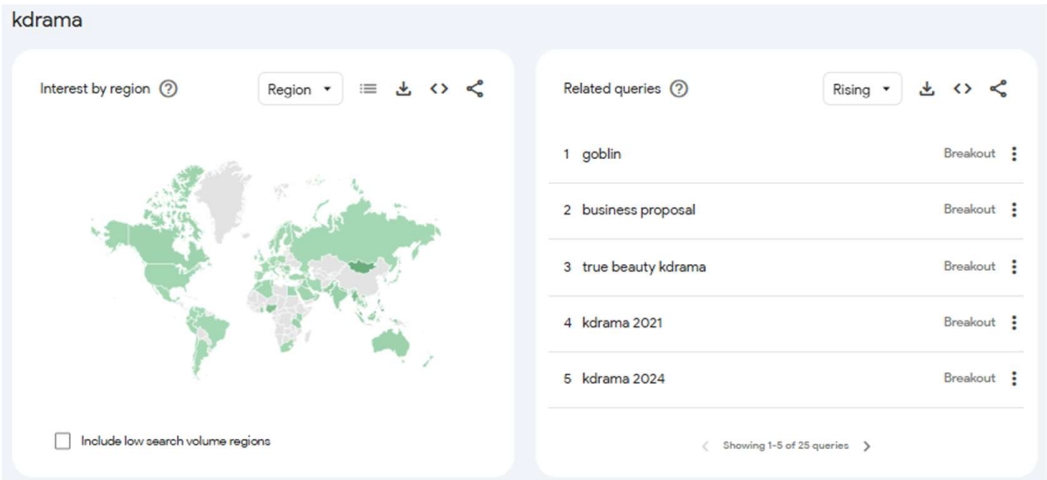 kdrama
Interest by region
Region
Related queries
Rising
1 goblin Breakout
2 business proposal Breakout
3 true beauty kdrama Breakout
4 kdrama 2021 Breakout
5 kdrama 2024 Breakout
Include low search volume regions
Showing 1-5 of 25 queries